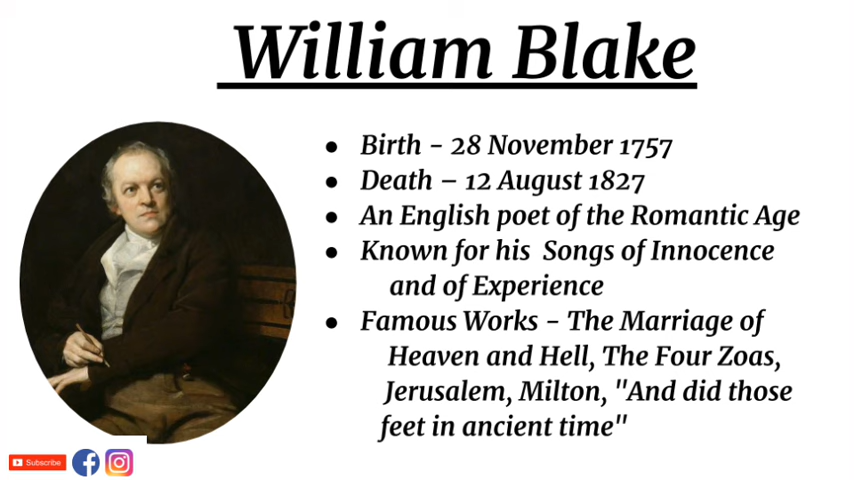 William Blake
• Birth - 28 November 1757
• Death – 12 August 1827
• An English poet of the Romantic Age
• Known for his Songs of Innocence
and of Experience
• Famous Works - The Marriage of
Heaven and Hell, The Four Zoas,
Jerusalem, Milton, "And did those
feet in ancient time"
Subscribe